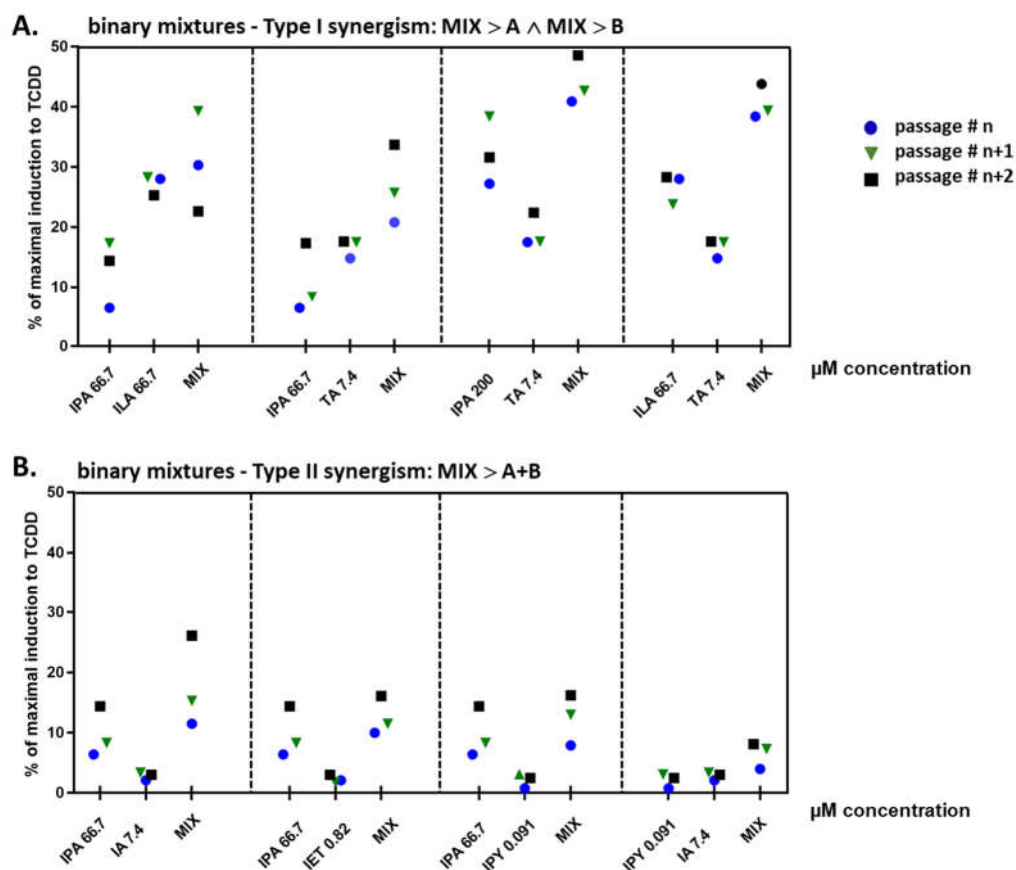 A. binary mixtures - Type I synergism: MIX > A ∧ MIX > B
% of maximal induction to TCDD
50
40
30
20
10
0
IPA 66.7
ILA 66.7
MIX
IPA 66.7
TA 7.4
MIX
IPA 200
TA 7.4
MIX
ILA 66.7
TA 7.4
MIX
µM concentration
passage # n
passage # n+1
passage # n+2
B. binary mixtures - Type II synergism: MIX > A+B
% of maximal induction to TCDD
50
40
30
20
10
0
IPA 66.7
IA 7.4
MIX
IPA 66.7
IET 0.82
MIX
IPA 66.7
IPY 0.091
MIX
IPY 0.091
IA 7.4
MIX
µM concentration